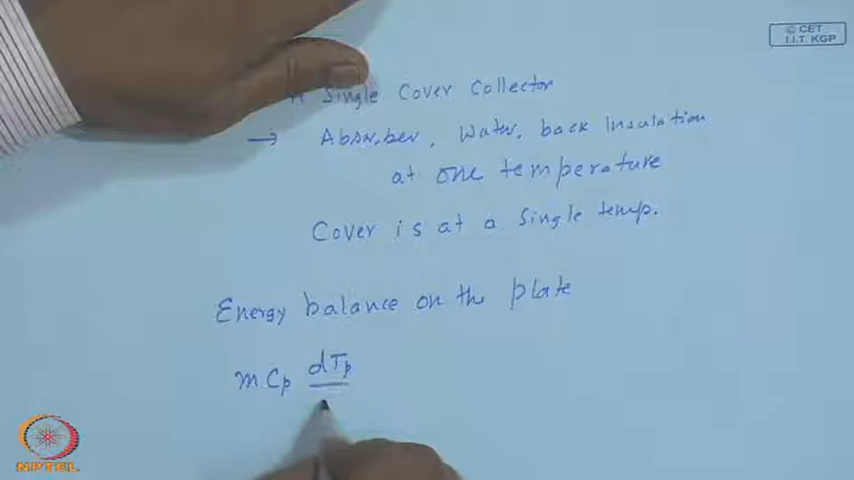 © CET
I.I.T. KGP
Single Cover Collector
→ Absorber, Water, back Insulation
at one temperature
Cover is at a Single temp.
Energy balance on the plate
m Cp dTp
NPTEL